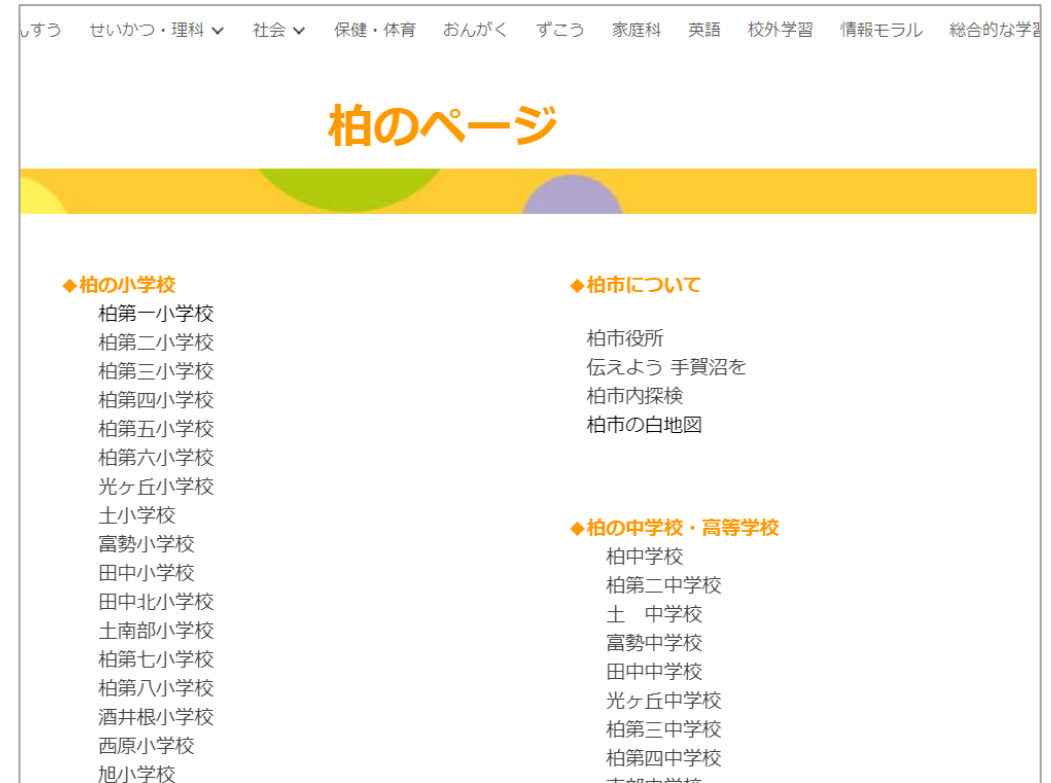 すう せいかつ・理科 社会 保健・体育 おんがく ずこう 家庭科 英語 校外学習 情報モラル 総合的な学
柏のページ
◆柏の小学校
柏第一小学校
柏第二小学校
柏第三小学校
柏第四小学校
柏第五小学校
柏第六小学校
光ヶ丘小学校
土小学校
富勢小学校
田中小学校
田中北小学校
土南部小学校
柏第七小学校
柏第八小学校
酒井根小学校
西原小学校
旭小学校
◆柏市について
柏市役所
伝えよう 手賀沼を
柏市内探検
柏市の白地図
◆柏の中学校・高等学校
柏中学校
柏第二中学校
土　中学校
富勢中学校
田中中学校
光ヶ丘中学校
柏第三中学校
柏第四中学校